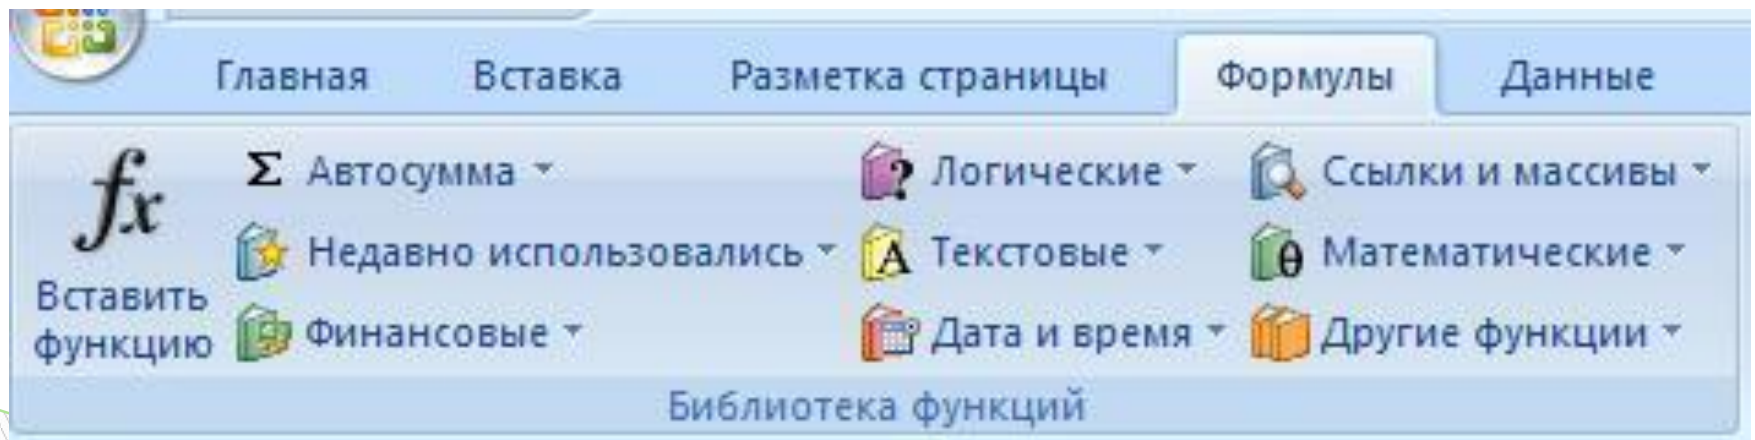 Главная Вставка Разметка страницы Формулы Данные
fx Σ Автосумма Логические Ссылки и массивы
Недавно использовались Текстовые Математические
Вставить
функцию Финансовые Дата и время Другие функции
Библиотека функций